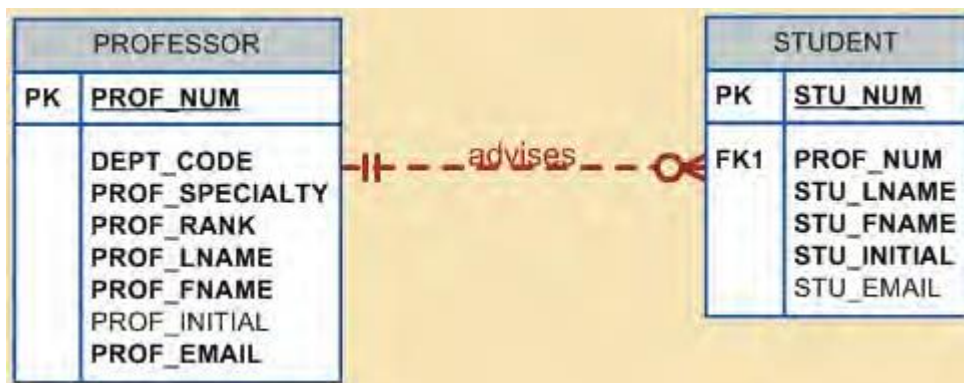 PROFESSOR
PK PROF_NUM
DEPT_CODE
PROF_SPECIALTY
PROF_RANK
PROF_LNAME
PROF_FNAME
PROF_INITIAL
PROF_EMAIL
advises
STUDENT
PK STU_NUM
FK1 PROF_NUM
STU_LNAME
STU_FNAME
STU_INITIAL
STU_EMAIL